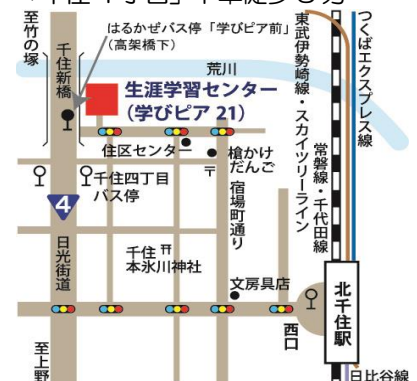 至竹の塚
はるかぜバス停「学びピア前」
（高架橋下）
千住新橋
荒川
東武伊勢崎線・スカイツリーライン
つくばエクスプレス線
生涯学習センター
（学びピア21）
住区センター
槍かけ
だんご
常磐線・千代田線
千住四丁目
バス停
〒
宿場町通り
4
日光街道
千住
本氷川神社
文房具店
西口
北千住駅
至上野
日比谷線